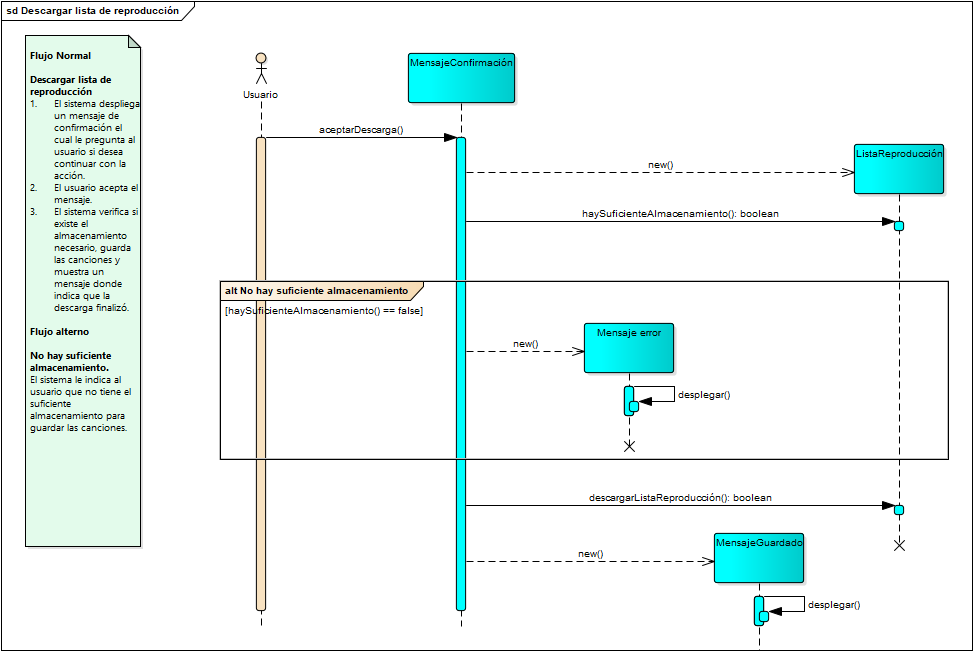 sd Descargar lista de reproducción
Flujo Normal
Descargar lista de
reproducción
1. El sistema despliega
un mensaje de
confirmación el
cual le pregunta al
usuario si desea
continuar con la
acción.
2. El usuario acepta el
mensaje.
3. El sistema verifica si
existe el
almacenamiento
necesario, guarda
las canciones y
muestra un
mensaje donde
indica que la
descarga finalizó.
Flujo alterno
No hay suficiente
almacenamiento.
El sistema le indica al
usuario que no tiene el
suficiente
almacenamiento para
guardar las canciones.
Usuario
MensajeConfirmación
aceptarDescarga()
new()
ListaReproducción
haySuficienteAlmacenamiento(): boolean
alt No hay suficiente almacenamiento
[haySuficienteAlmacenamiento() == false]
new()
Mensaje error
desplegar()
descargarListaReproducción(): boolean
new()
MensajeGuardado
desplegar()